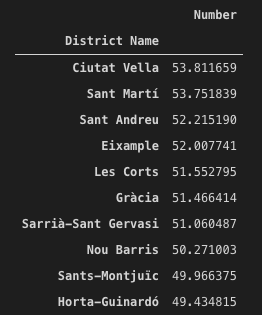 Number
District Name
Ciutat Vella 53.811659
Sant Martí 53.751839
Sant Andreu 52.215190
Eixample 52.007741
Les Corts 51.552795
Gràcia 51.466414
Sarrià-Sant Gervasi 51.060487
Nou Barris 50.271003
Sants-Montjuïc 49.966375
Horta-Guinardó 49.434815